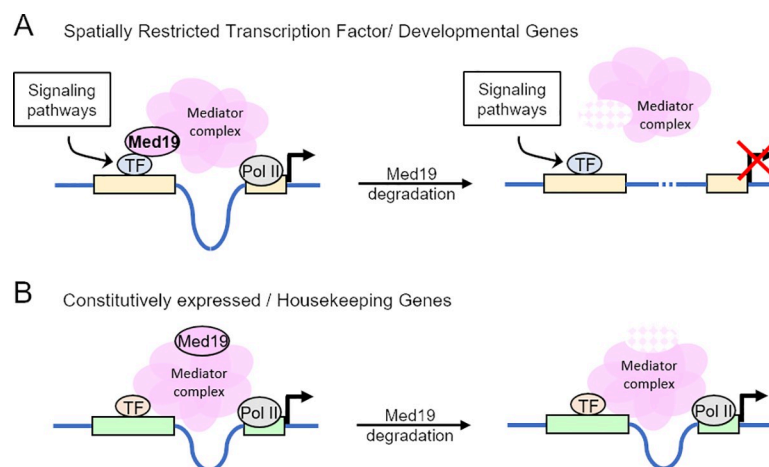 A
Spatially Restricted Transcription Factor/ Developmental Genes
Signaling
pathways
Mediator
complex
Med19
TF
Pol II
Med19
degradation
Signaling
pathways
Mediator
complex
TF
B
Constitutively expressed / Housekeeping Genes
Med19
Mediator
complex
TF
Pol II
Med19
degradation
Mediator
complex
TF
Pol II